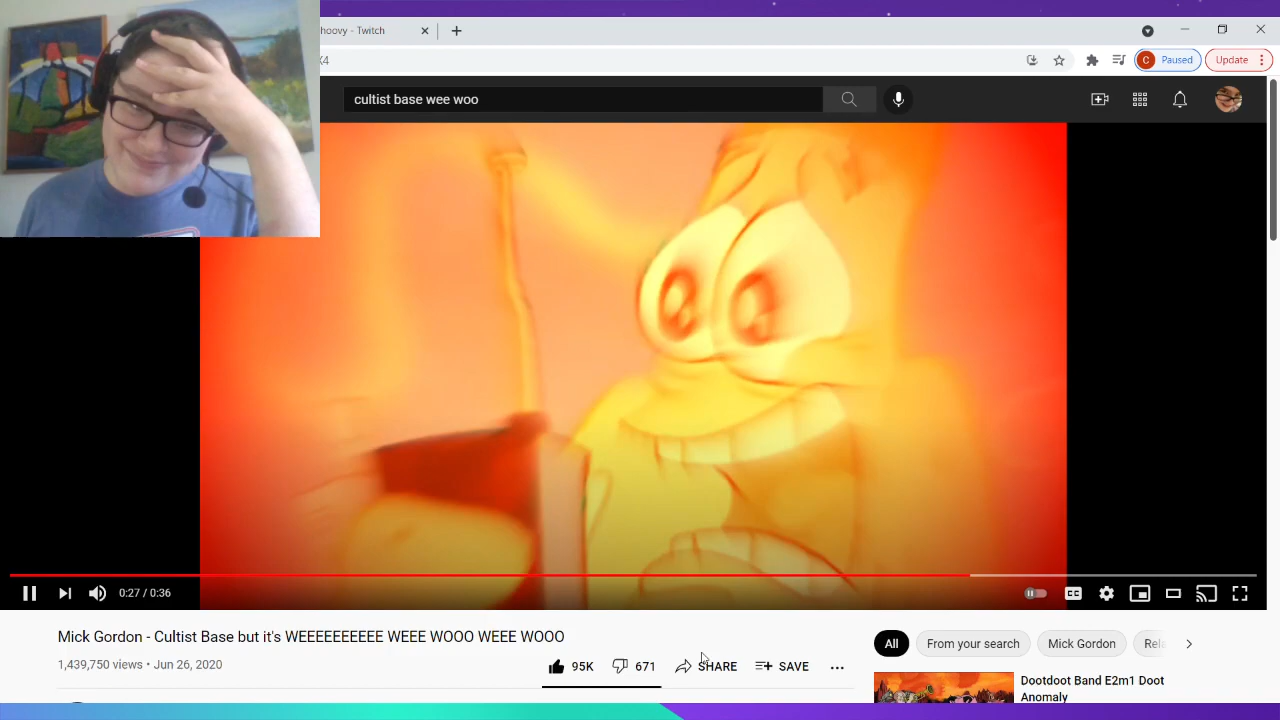 hoovy - Twitch
Paused
Update
cultist base wee woo
0:27 / 0:36
CC
Mick Gordon - Cultist Base but it's WEEEEEEEEEE WEEE WOOO WEEE WOOO
1,439,750 views • Jun 26, 2020
95K
671
SHARE
SAVE
All
From your search
Mick Gordon
Dootdoot Band E2m1 Doot
Anomaly